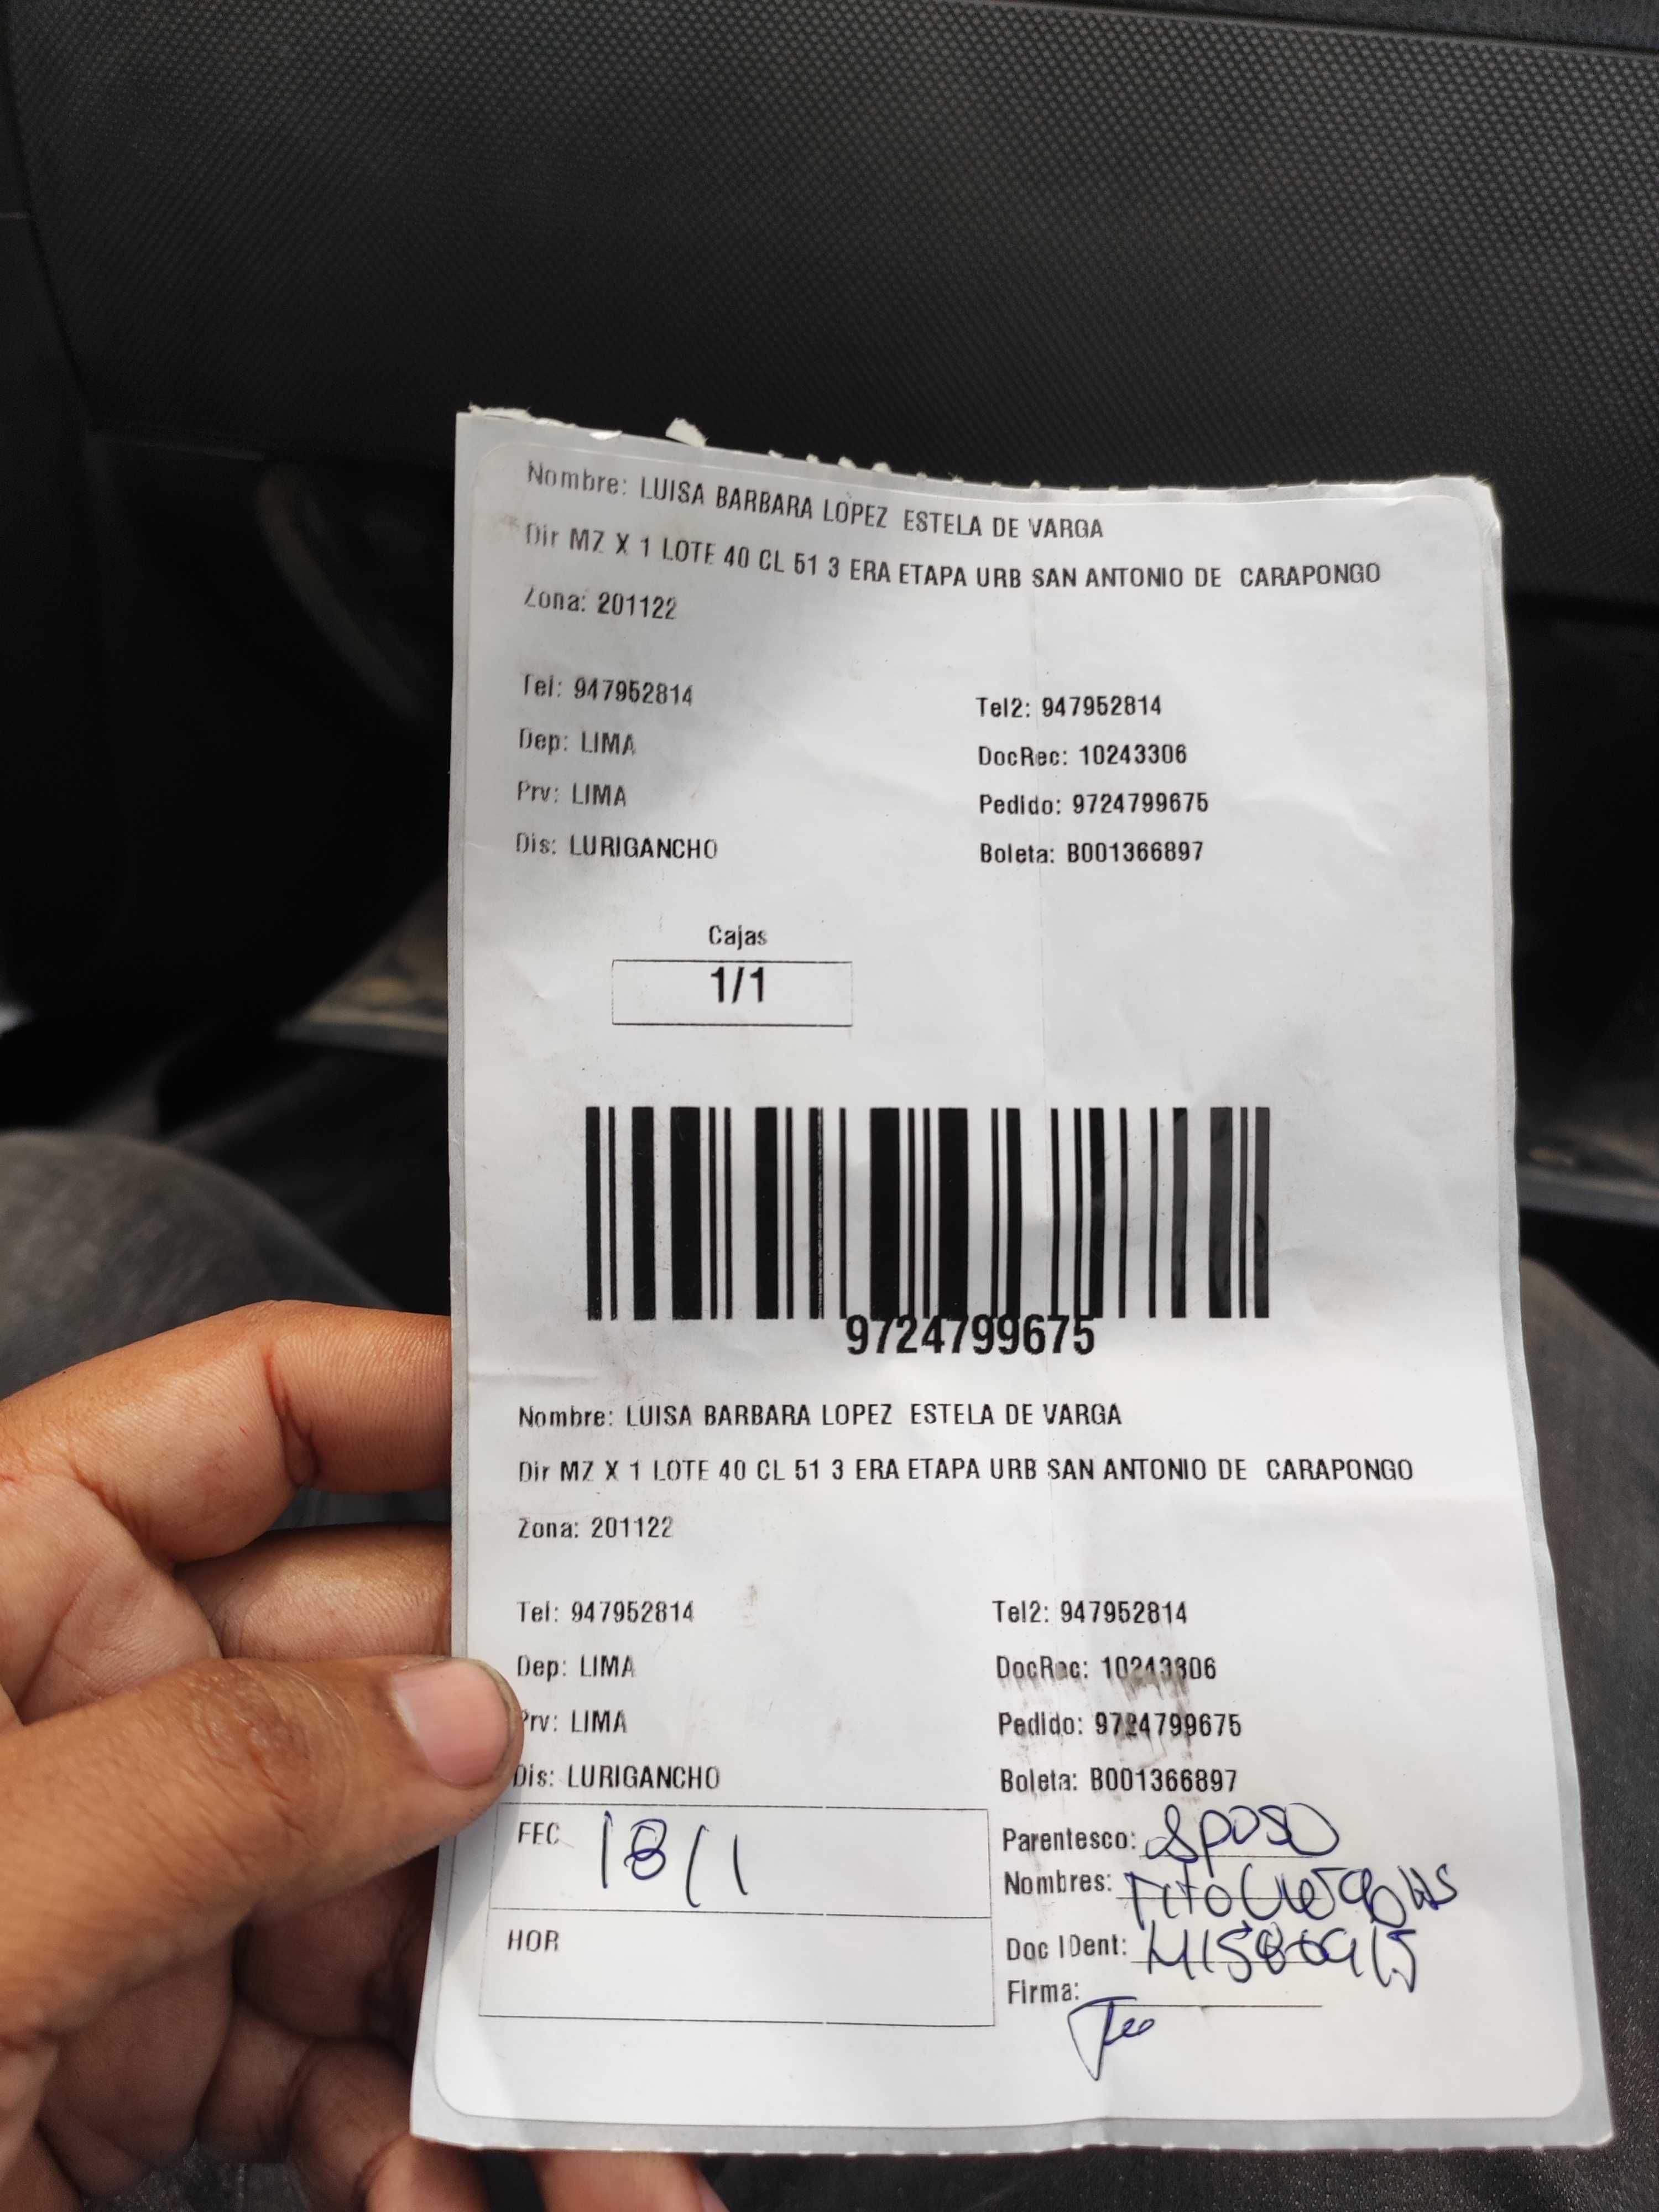 Nombre: LUISA BARBARA LOPEZ ESTELA DE VARGA
Dir MZ X 1 LOTE 40 CL 51 3 ERA ETAPA URB SAN ANTONIO DE CARAPONGO
Zona: 201122
Tel: 947952814 Tel2: 947952814
Dep: LIMA DocRec: 10243306
Prv: LIMA Pedido: 9724799675
Dis: LURIGANCHO Boleta: B001366897
Cajas
1/1
9724799675
Nombre: LUISA BARBARA LOPEZ ESTELA DE VARGA
Dir MZ X 1 LOTE 40 CL 51 3 ERA ETAPA URB SAN ANTONIO DE CARAPONGO
Zona: 201122
Tel: 947952814 Tel2: 947952814
Dep: LIMA DocRec: 10243306
Prv: LIMA Pedido: 9724799675
Dis: LURIGANCHO Boleta: B001366897
FEC 18/1 Parentesco: esposo
Nombres: Tito
HOR Doc IDent:
Firma: